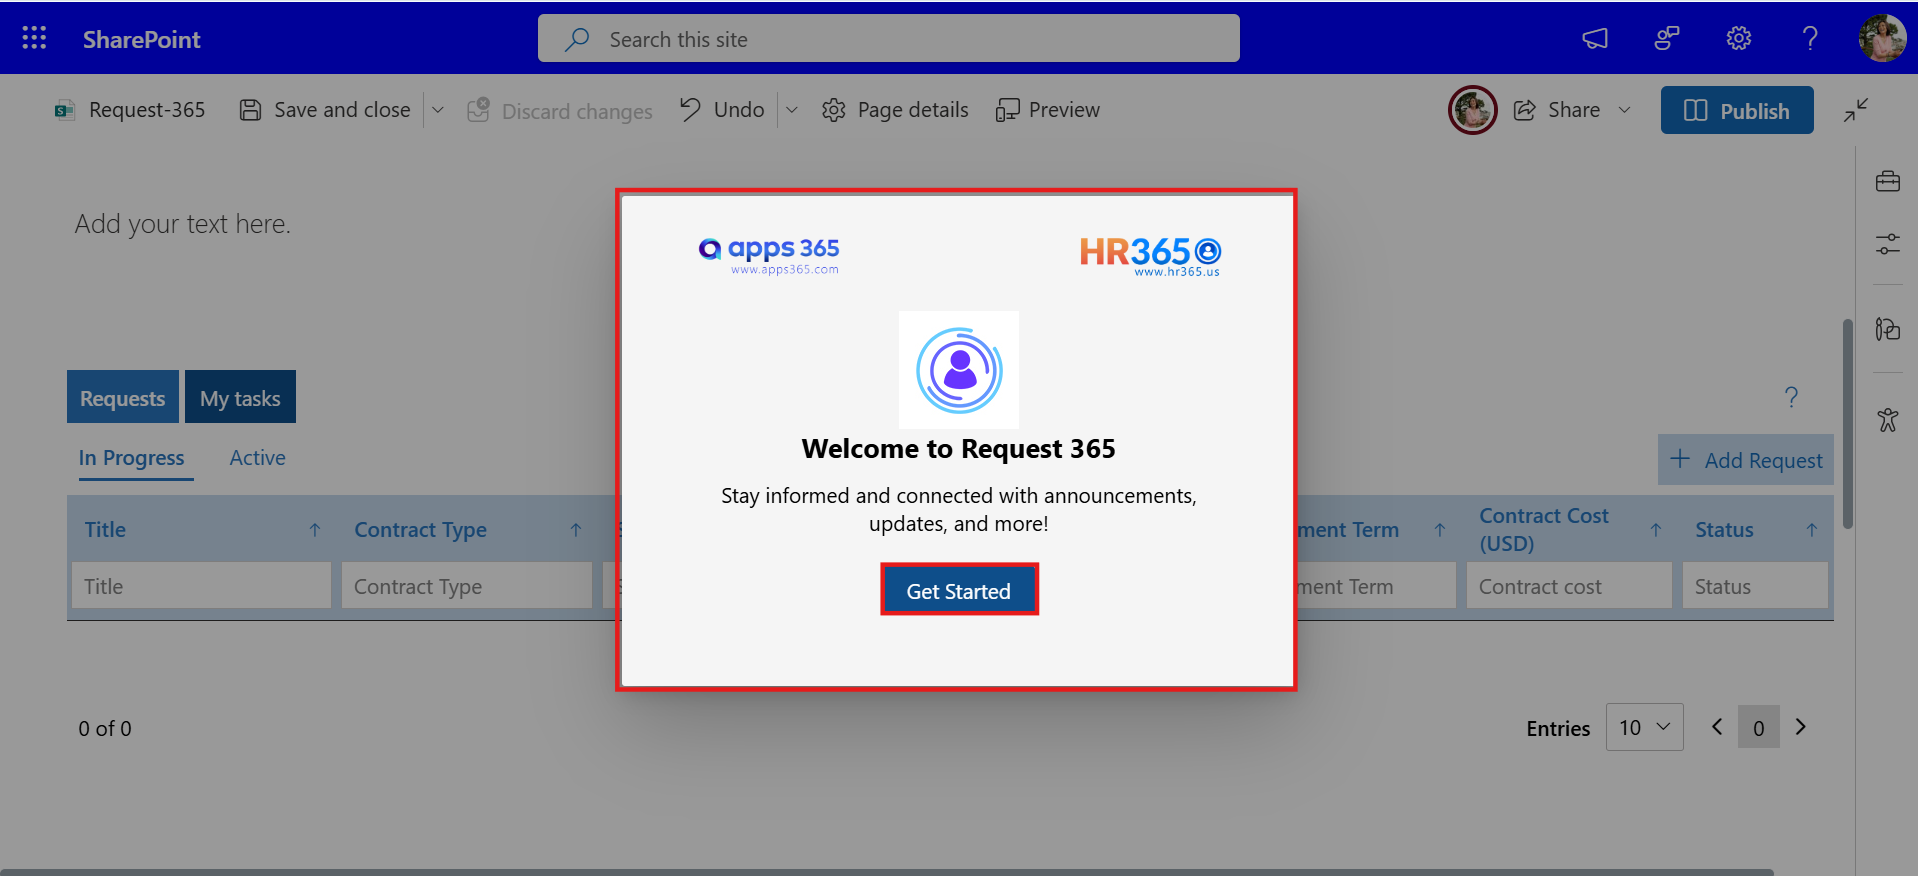 SharePoint
Search this site
Request-365
Save and close
Discard changes
Undo
Page details
Preview
Share
Publish
Add your text here.
apps 365
www.apps365.com
HR365
www.hr365.us
Welcome to Request 365
Stay informed and connected with announcements,
updates, and more!
Get Started
Requests
My tasks
In Progress
Active
+ Add Request
Title
Contract Type
ment Term
Contract Cost
(USD)
Status
Title
Contract Type
ment Term
Contract cost
Status
0 of 0
Entries
10
0